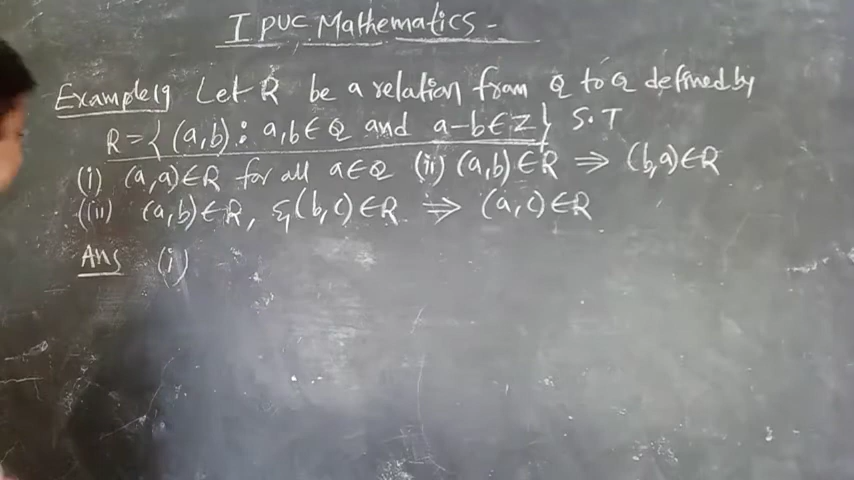 I PUC Mathematics -
Example 19 Let R be a relation from Q to Q defined by
R = { (a,b) : a,b ∈ Q and a-b ∈ Z } S.T
(i) (a,a) ∈ R for all a ∈ Q (ii) (a,b) ∈ R ⇒ (b,a) ∈ R
(iii) (a,b) ∈ R, & (b,c) ∈ R ⇒ (a,c) ∈ R
Ans (i)